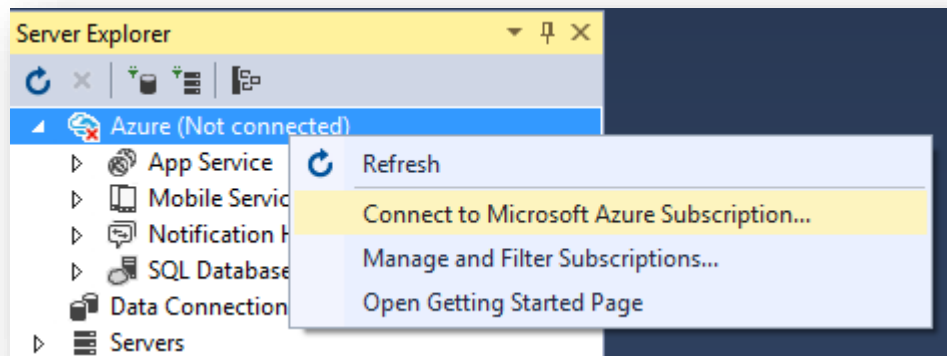 Server Explorer
Azure (Not connected)
App Service
Mobile Servic
Notification H
SQL Database
Data Connection
Servers
Refresh
Connect to Microsoft Azure Subscription...
Manage and Filter Subscriptions...
Open Getting Started Page